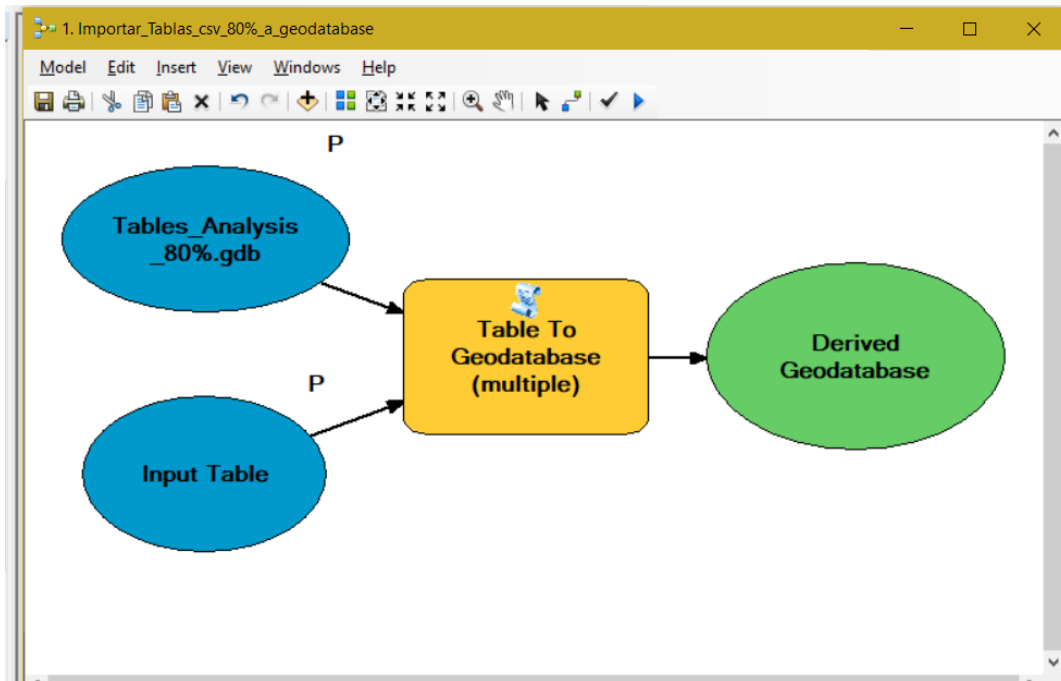 1. Importar_Tablas_csv_80%_a_geodatabase
Model Edit Insert View Windows Help
P
Tables_Analysis
_80%.gdb
Table To
Geodatabase
(multiple)
Derived
Geodatabase
P
Input Table